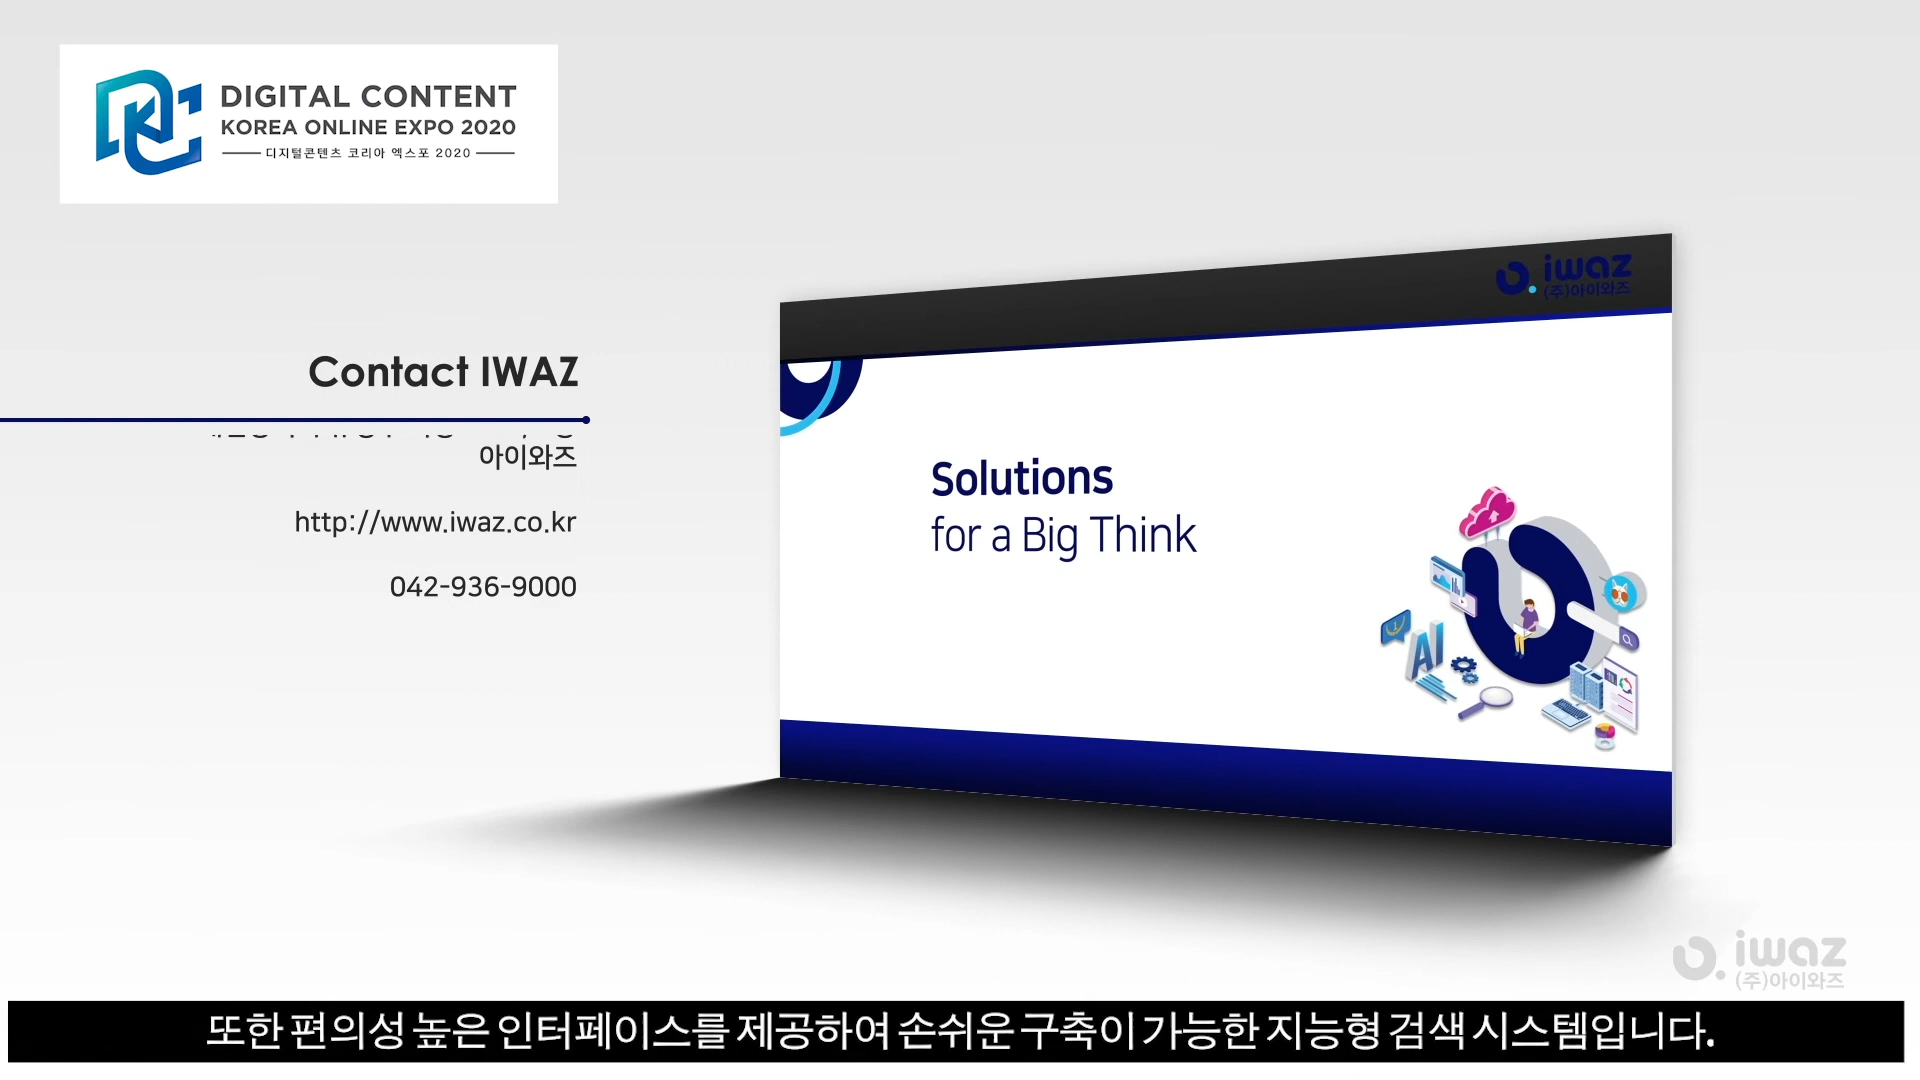 DIGITAL CONTENT
KOREA ONLINE EXPO 2020
디지털콘텐츠 코리아 엑스포 2020
iwaz
(주)아이와즈
Contact IWAZ
아이와즈
http://www.iwaz.co.kr
042-936-9000
Solutions
for a Big Think
AI
iwaz
(주)아이와즈
또한 편의성 높은 인터페이스를 제공하여 손쉬운 구축이 가능한 지능형 검색 시스템입니다.